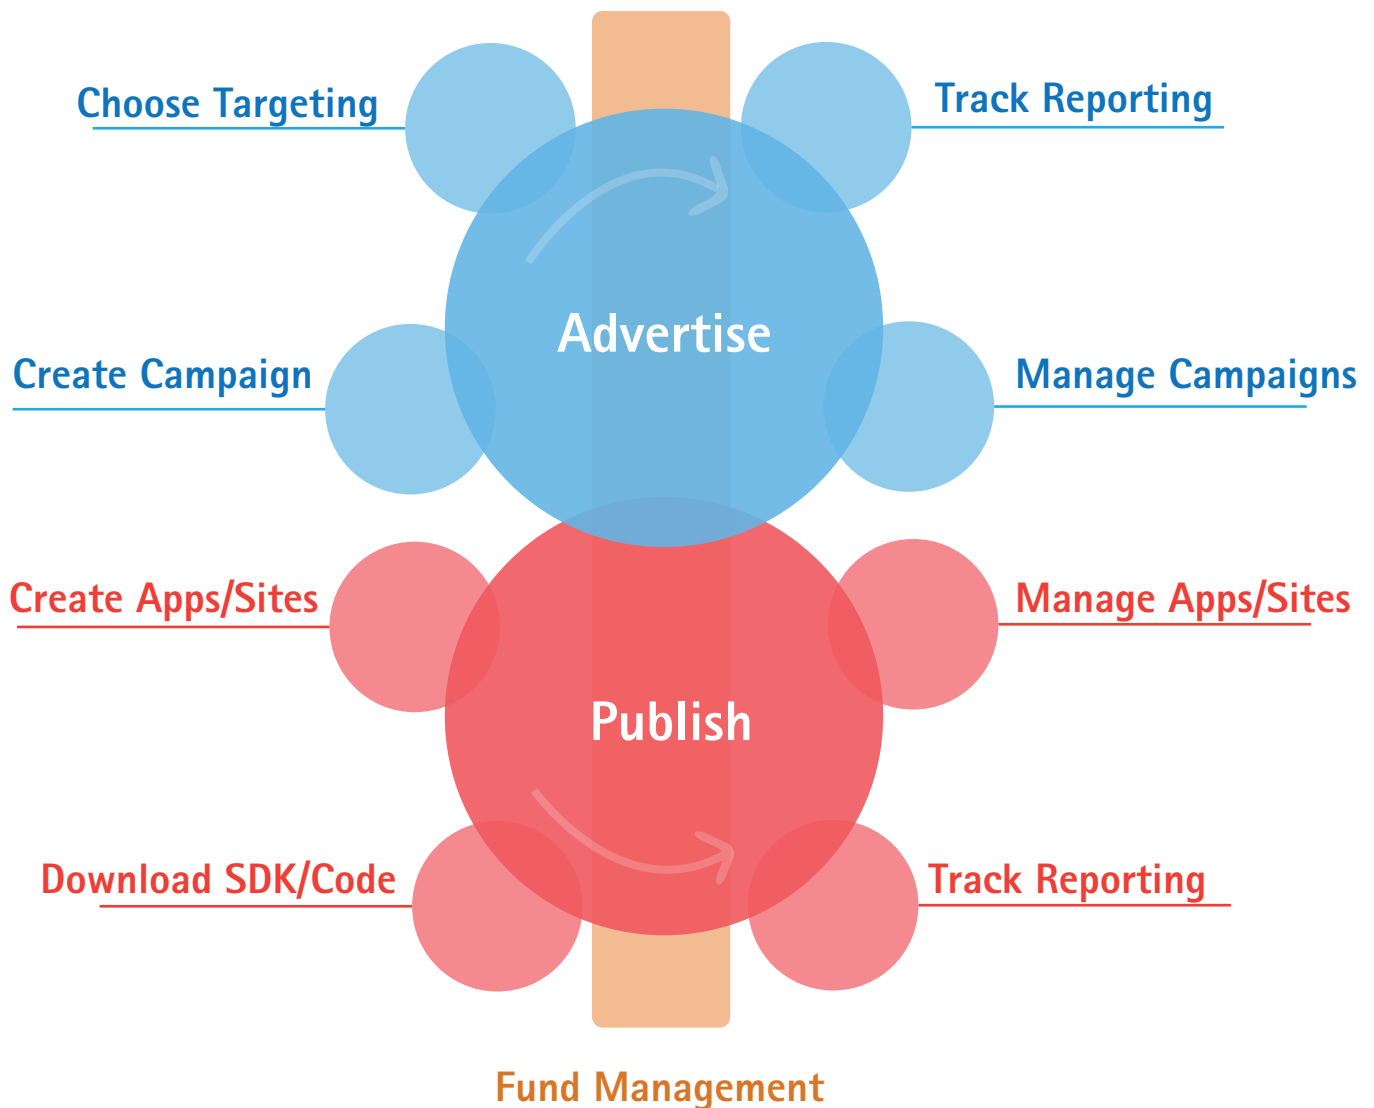 Choose Targeting
Track Reporting
Advertise
Create Campaign
Manage Campaigns
Create Apps/Sites
Manage Apps/Sites
Publish
Download SDK/Code
Track Reporting
Fund Management